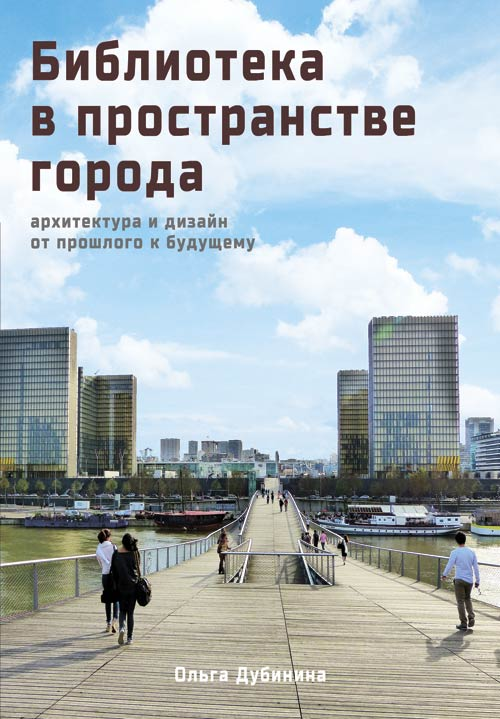 Библиотека
в пространстве
города
архитектура и дизайн
от прошлого к будущему
Ольга Дубинина